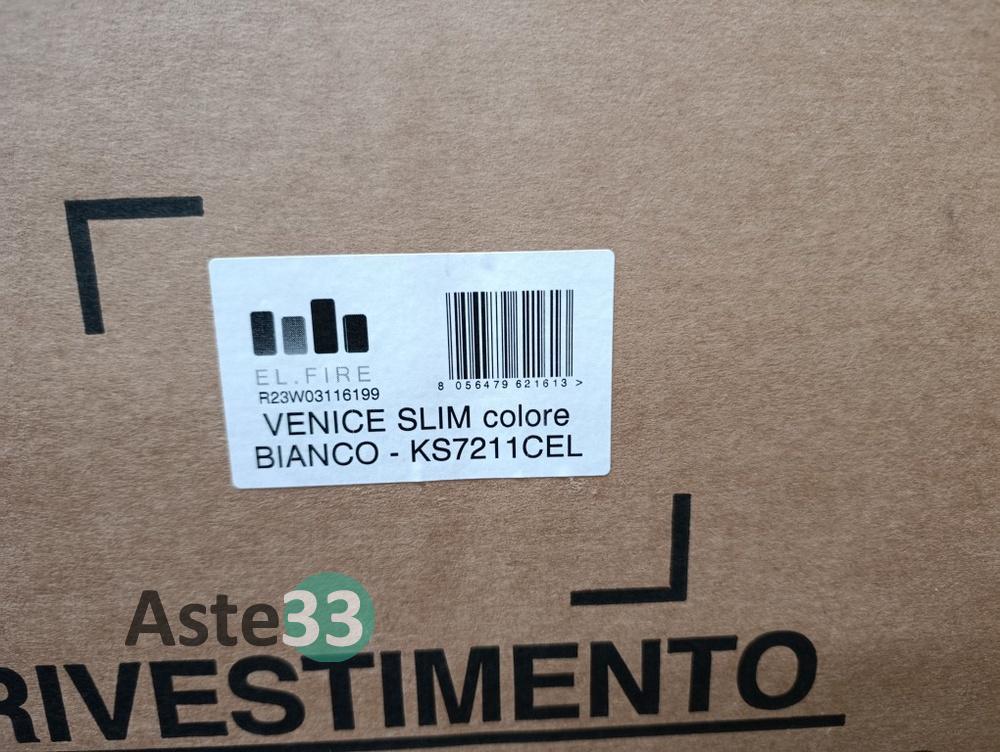 EL.FIRE
R23W03116199
8 056479 621613 >
VENICE SLIM colore
BIANCO - KS7211CEL
Aste33
RIVESTIMENTO